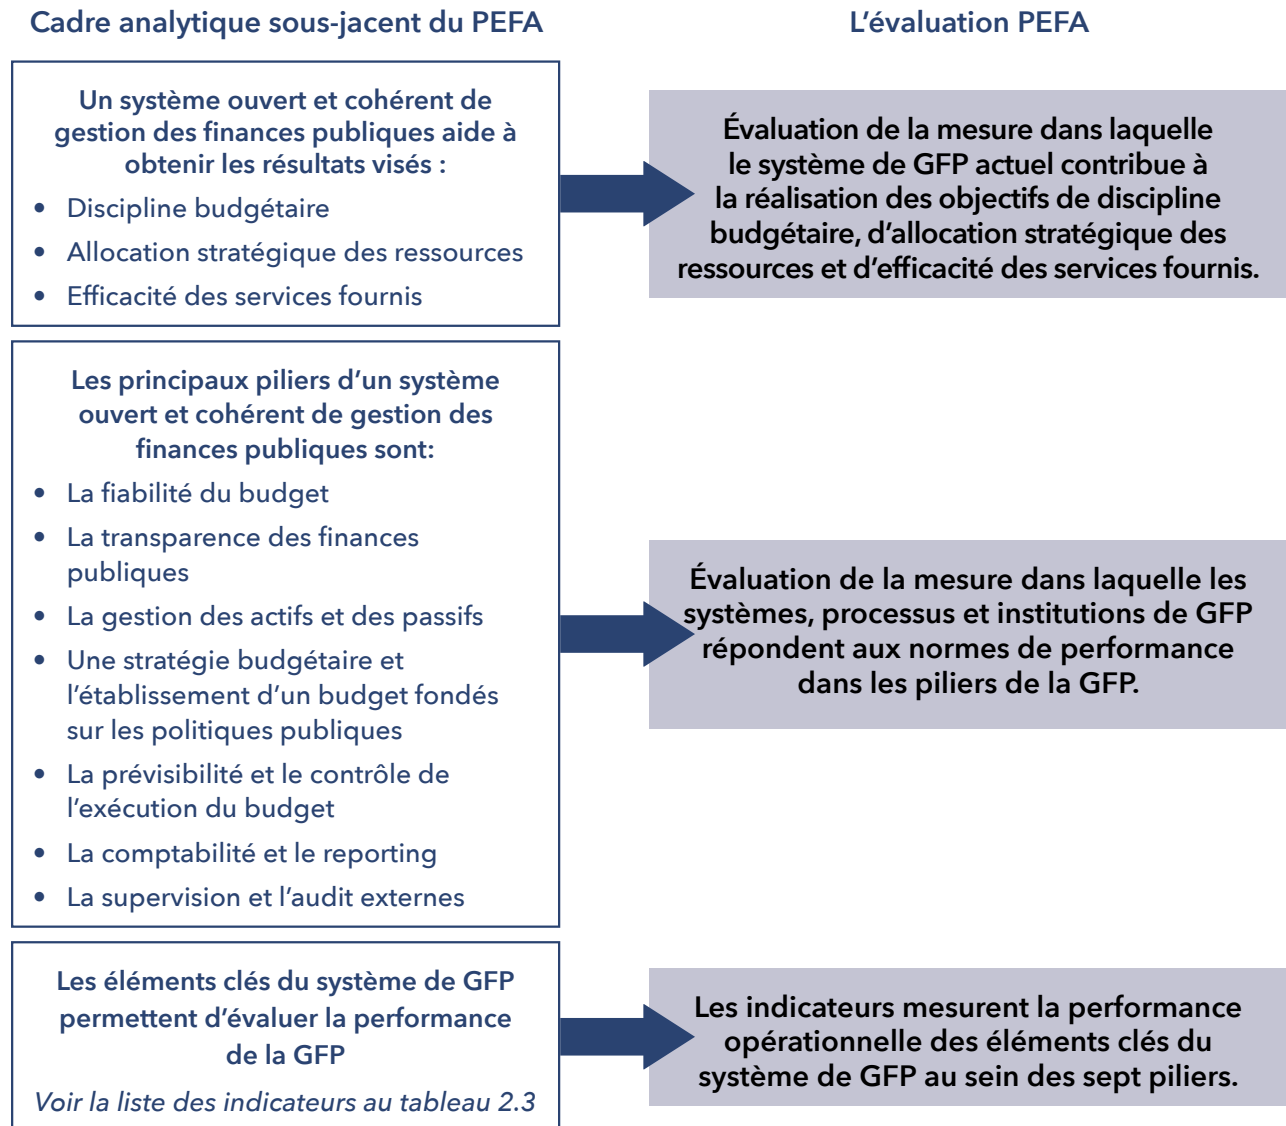 Cadre analytique sous-jacent du PEFA
L’évaluation PEFA
Un système ouvert et cohérent de
gestion des finances publiques aide à
obtenir les résultats visés :
• Discipline budgétaire
• Allocation stratégique des ressources
• Efficacité des services fournis
Évaluation de la mesure dans laquelle
le système de GFP actuel contribue à
la réalisation des objectifs de discipline
budgétaire, d’allocation stratégique des
ressources et d’efficacité des services fournis.
Les principaux piliers d’un système
ouvert et cohérent de gestion des
finances publiques sont:
• La fiabilité du budget
• La transparence des finances
publiques
• La gestion des actifs et des passifs
• Une stratégie budgétaire et
l’établissement d’un budget fondés
sur les politiques publiques
• La prévisibilité et le contrôle de
l’exécution du budget
• La comptabilité et le reporting
• La supervision et l’audit externes
Évaluation de la mesure dans laquelle les
systèmes, processus et institutions de GFP
répondent aux normes de performance
dans les piliers de la GFP.
Les éléments clés du système de GFP
permettent d’évaluer la performance
de la GFP
Voir la liste des indicateurs au tableau 2.3
Les indicateurs mesurent la performance
opérationnelle des éléments clés du
système de GFP au sein des sept piliers.